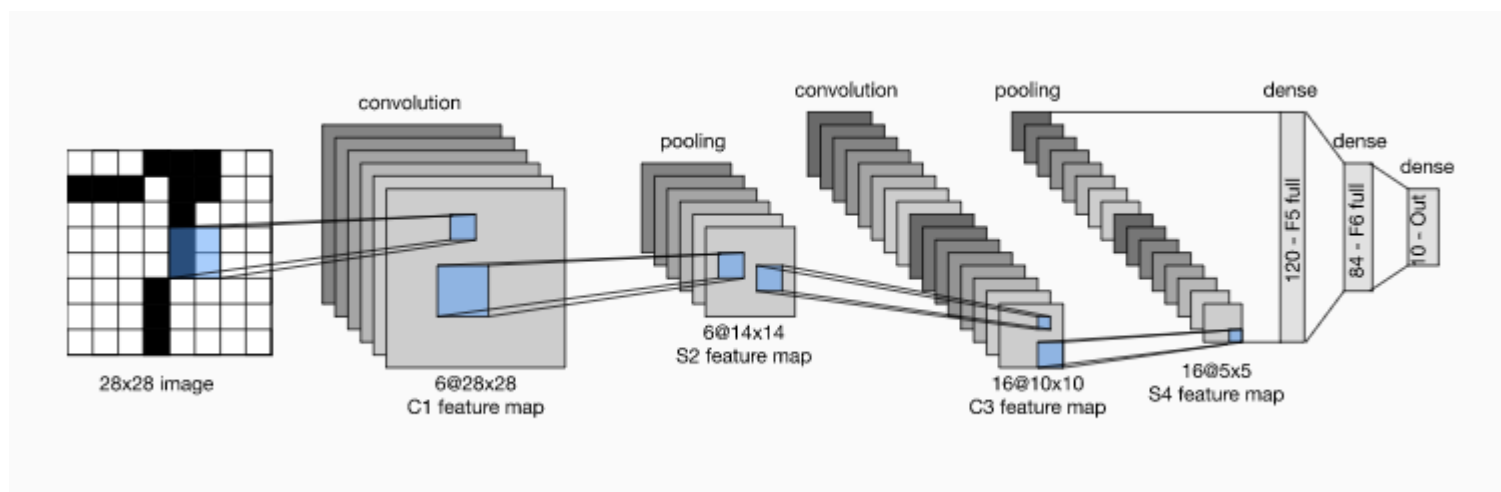 convolution
28x28 image
6@28x28
C1 feature map
pooling
6@14x14
S2 feature map
convolution
16@10x10
C3 feature map
pooling
16@5x5
S4 feature map
dense
120 - F5 full
dense
84 - F6 full
dense
10 - Out